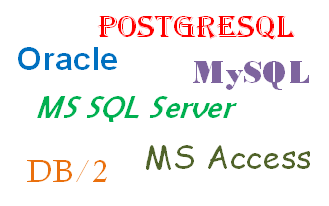 POSTGRESQL
Oracle
MySQL
MS SQL Server
MS Access
DB/2